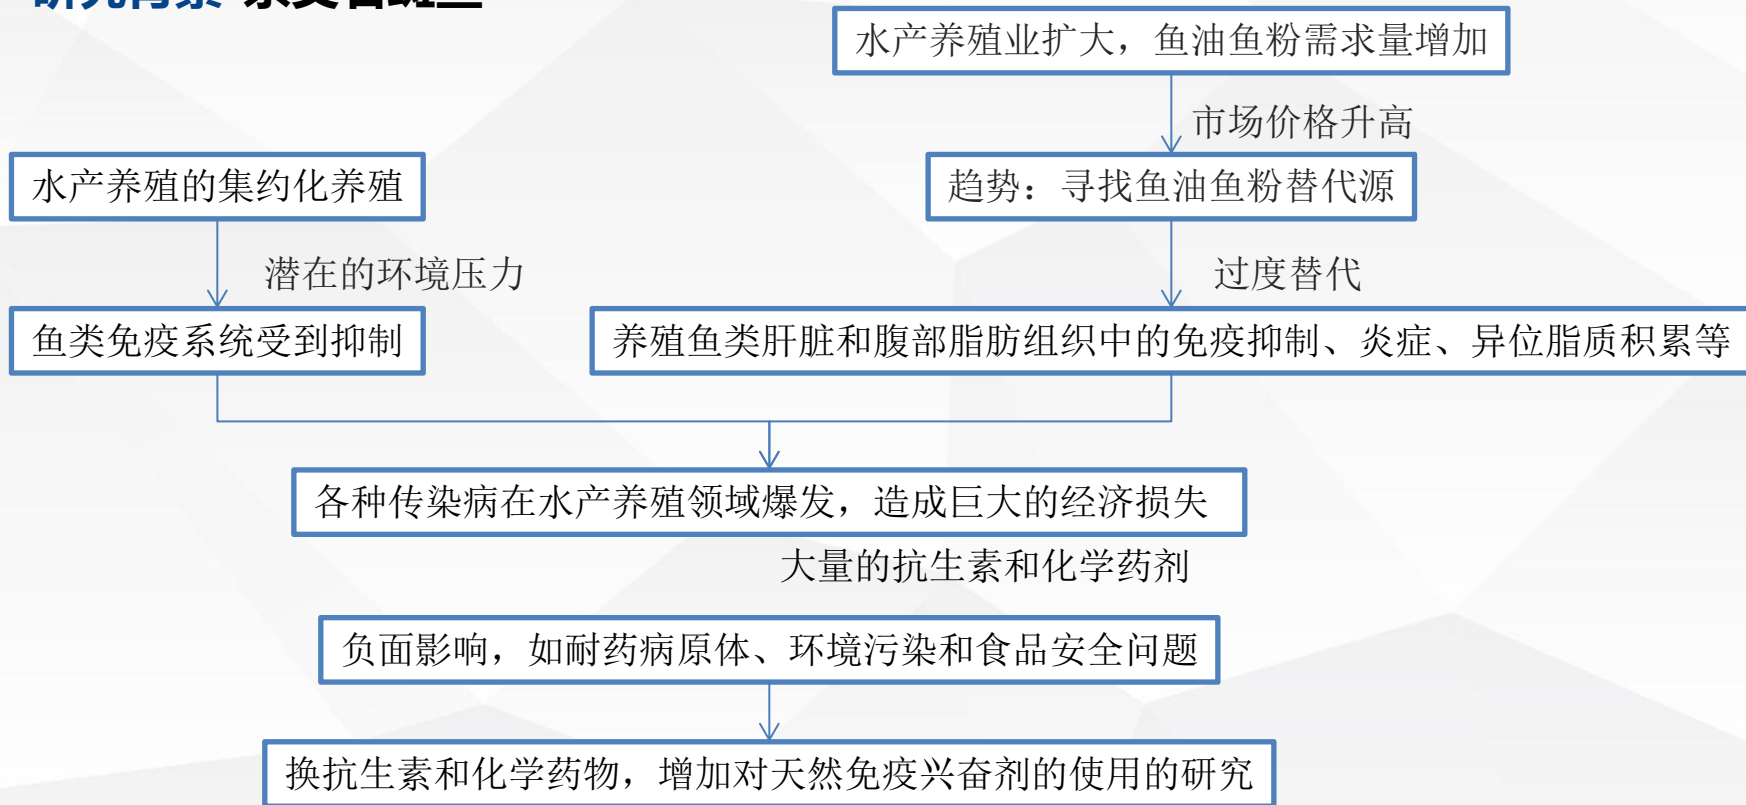 水产养殖业扩大，鱼油鱼粉需求量增加
市场价格升高
水产养殖的集约化养殖
趋势：寻找鱼油鱼粉替代源
潜在的环境压力
过度替代
鱼类免疫系统受到抑制
养殖鱼类肝脏和腹部脂肪组织中的免疫抑制、炎症、异位脂质积累等
各种传染病在水产养殖领域爆发，造成巨大的经济损失
大量的抗生素和化学药剂
负面影响，如耐药病原体、环境污染和食品安全问题
换抗生素和化学药物，增加对天然免疫兴奋剂的使用的研究